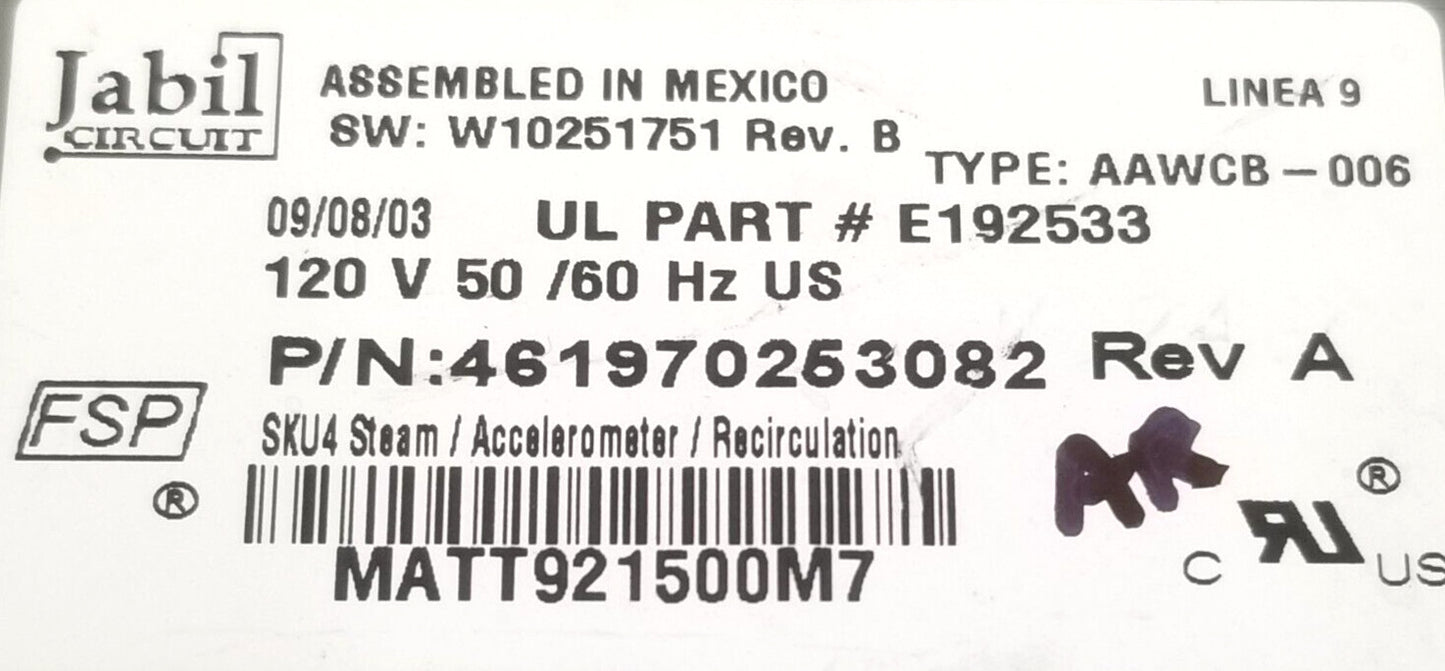 Jabil
CIRCUIT
ASSEMBLED IN MEXICO
LINEA 9
SW: W10251751 Rev. B
TYPE: AAWCB-006
09/08/03
UL PART # E192533
120 V 50 /60 Hz US
P/N:461970253082 Rev A
FSP
®
SKU4 Steam / Accelerometer / Recirculation
MATT921500M7
C RU US
®